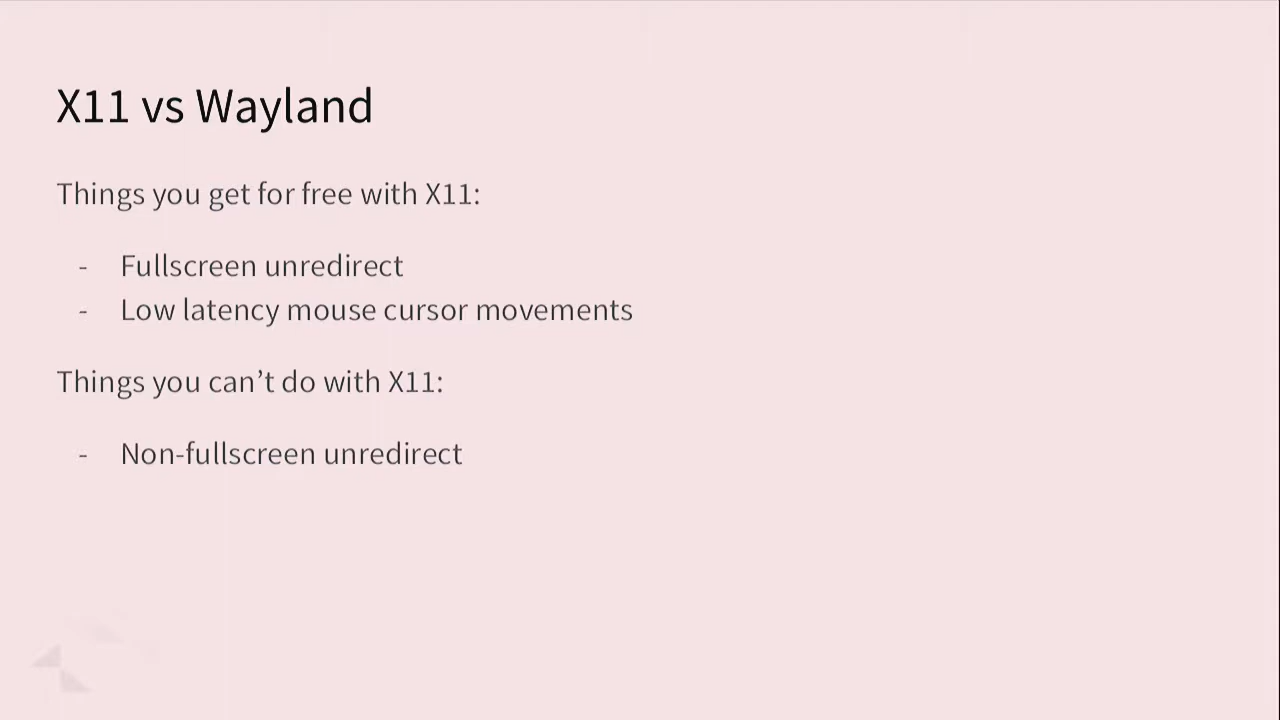 X11 vs Wayland
Things you get for free with X11:
- Fullscreen unredirect
- Low latency mouse cursor movements
Things you can’t do with X11:
- Non-fullscreen unredirect